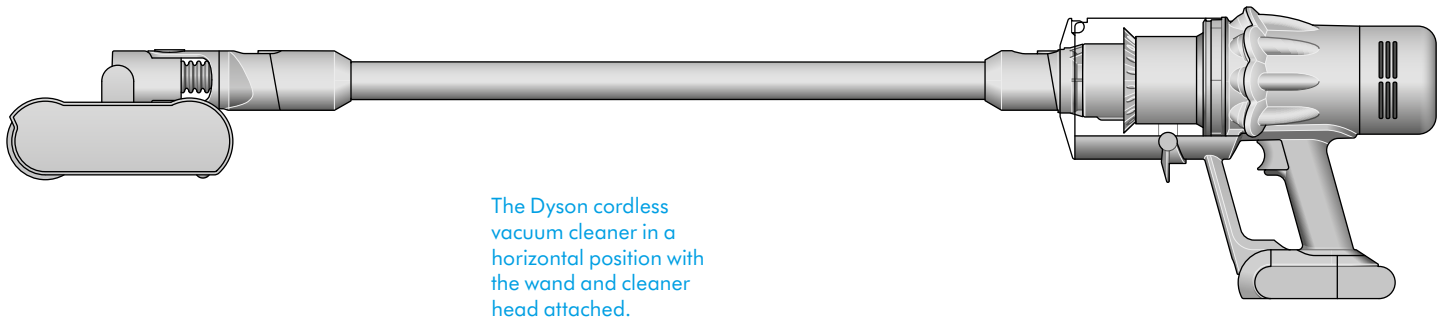 The Dyson cordless
vacuum cleaner in a
horizontal position with
the wand and cleaner
head attached.